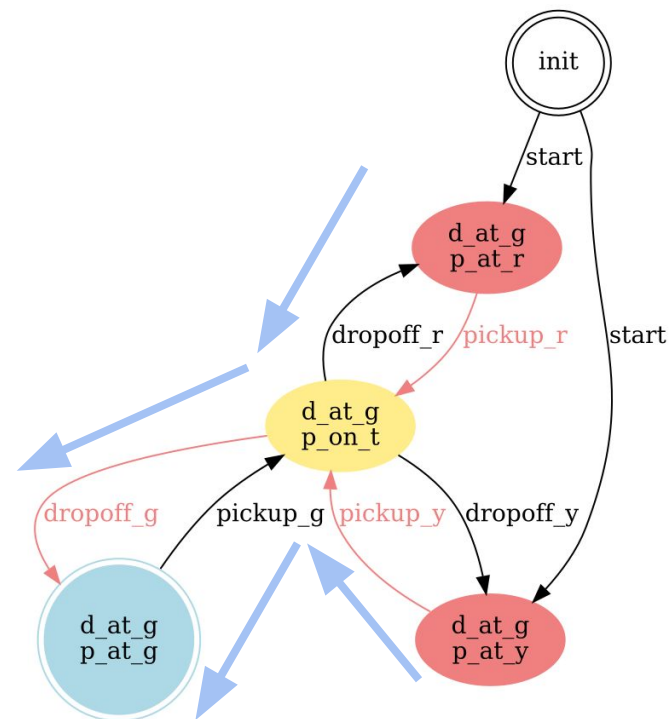 init
start
d_at_g
p_at_r
dropoff_r
pickup_r
start
d_at_g
p_on_t
dropoff_g
pickup_g
pickup_y
dropoff_y
d_at_g
p_at_g
d_at_g
p_at_y